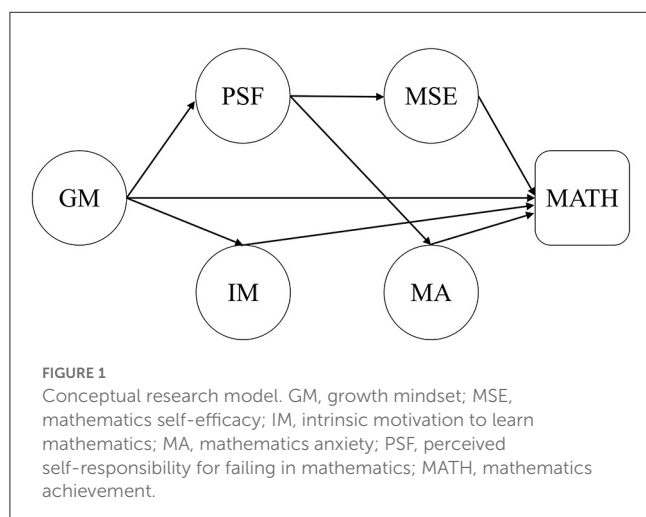 PSF
MSE
GM
MATH
IM
MA
FIGURE 1
Conceptual research model. GM, growth mindset; MSE,
mathematics self-efficacy; IM, intrinsic motivation to learn
mathematics; MA, mathematics anxiety; PSF, perceived
self-responsibility for failing in mathematics; MATH, mathematics
achievement.